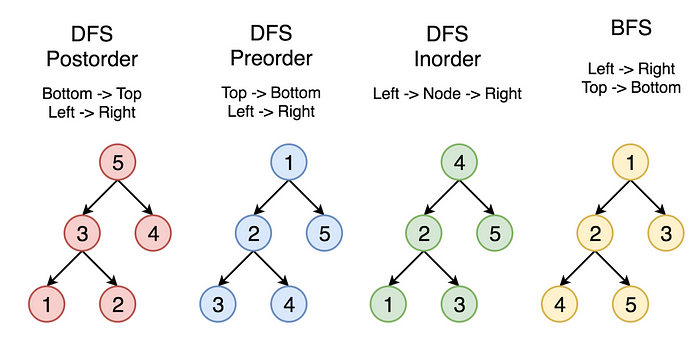 DFS
Postorder
Bottom -> Top
Left -> Right
5
3
4
1
2
DFS
Preorder
Top -> Bottom
Left -> Right
1
2
5
3
4
DFS
Inorder
Left -> Node -> Right
4
2
5
1
3
BFS
Left -> Right
Top -> Bottom
1
2
3
4
5